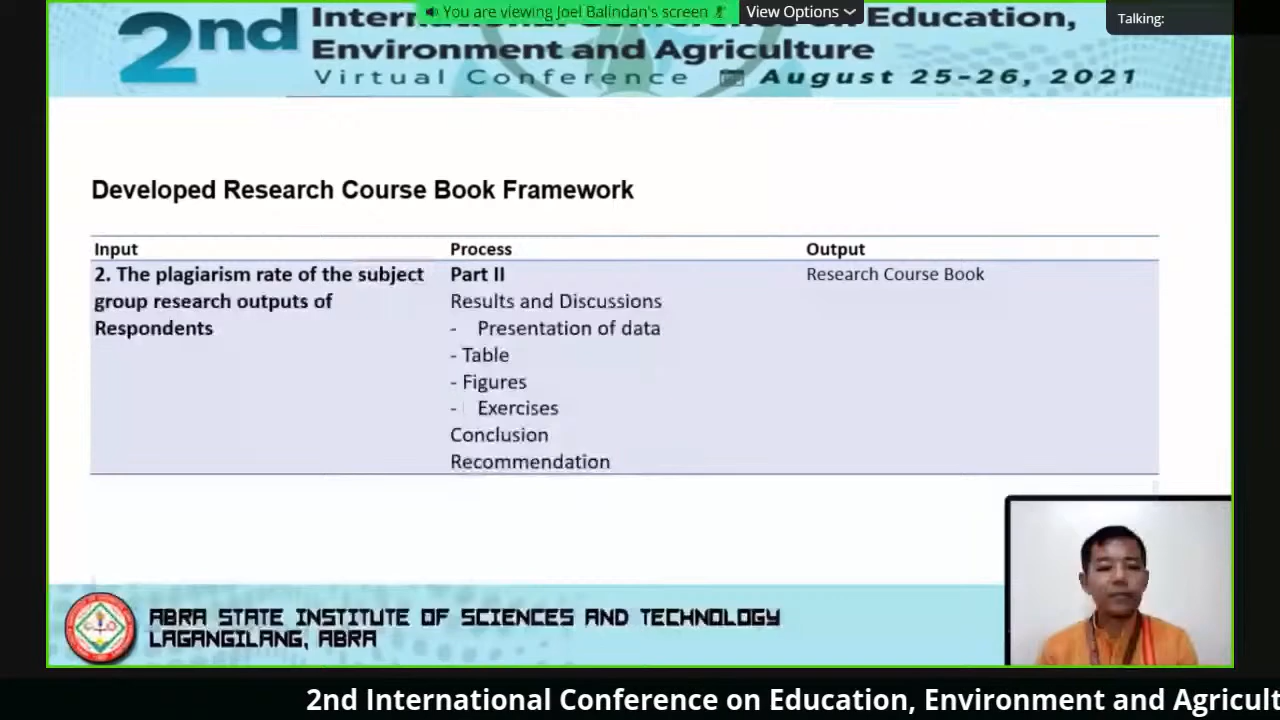 You are viewing Joel Balindan's screen
View Options
Talking:
2nd
International Conference on Education,
Environment and Agriculture
Virtual Conference August 25-26, 2021
Developed Research Course Book Framework
Input Process Output
2. The plagiarism rate of the subject Part II Research Course Book
group research outputs of Results and Discussions
Respondents - Presentation of data
- Table
- Figures
- Exercises
Conclusion
Recommendation
ABRA STATE INSTITUTE OF SCIENCES AND TECHNOLOGY
LAGANGILANG, ABRA
2nd International Conference on Education, Environment and Agricult